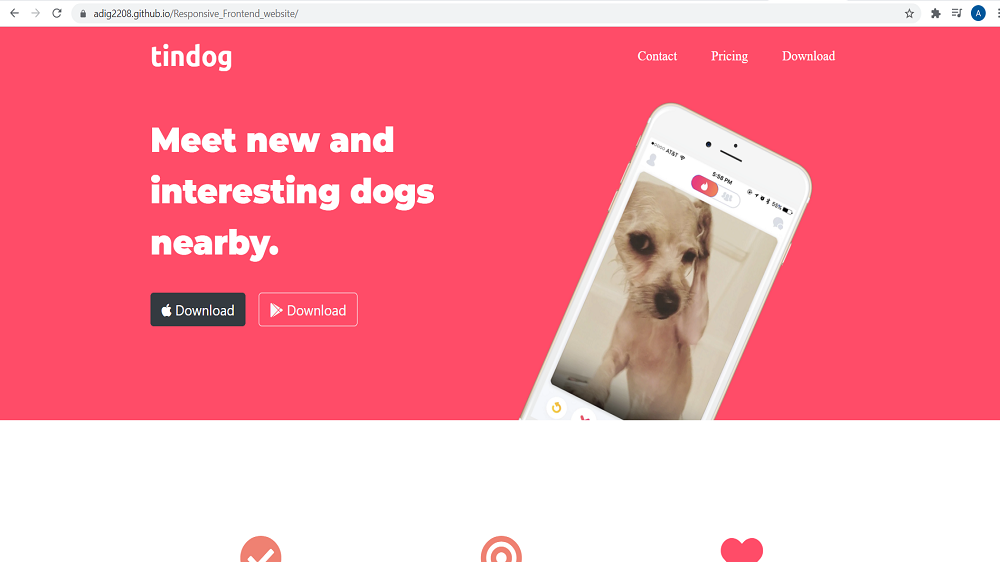 adig2208.github.io/Responsive_Frontend_website/
A
tindog
Contact Pricing Download
Meet new and
interesting dogs
nearby.
Download Download
AT&T 5:58 PM 55%